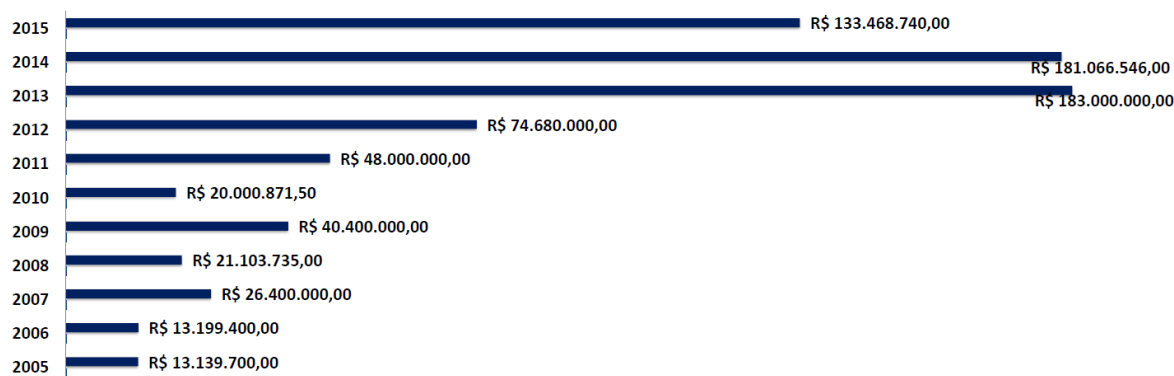 2015 R$ 133.468.740,00
2014 R$ 181.066.546,00
2013 R$ 183.000.000,00
2012 R$ 74.680.000,00
2011 R$ 48.000.000,00
2010 R$ 20.000.871,50
2009 R$ 40.400.000,00
2008 R$ 21.103.735,00
2007 R$ 26.400.000,00
2006 R$ 13.199.400,00
2005 R$ 13.139.700,00